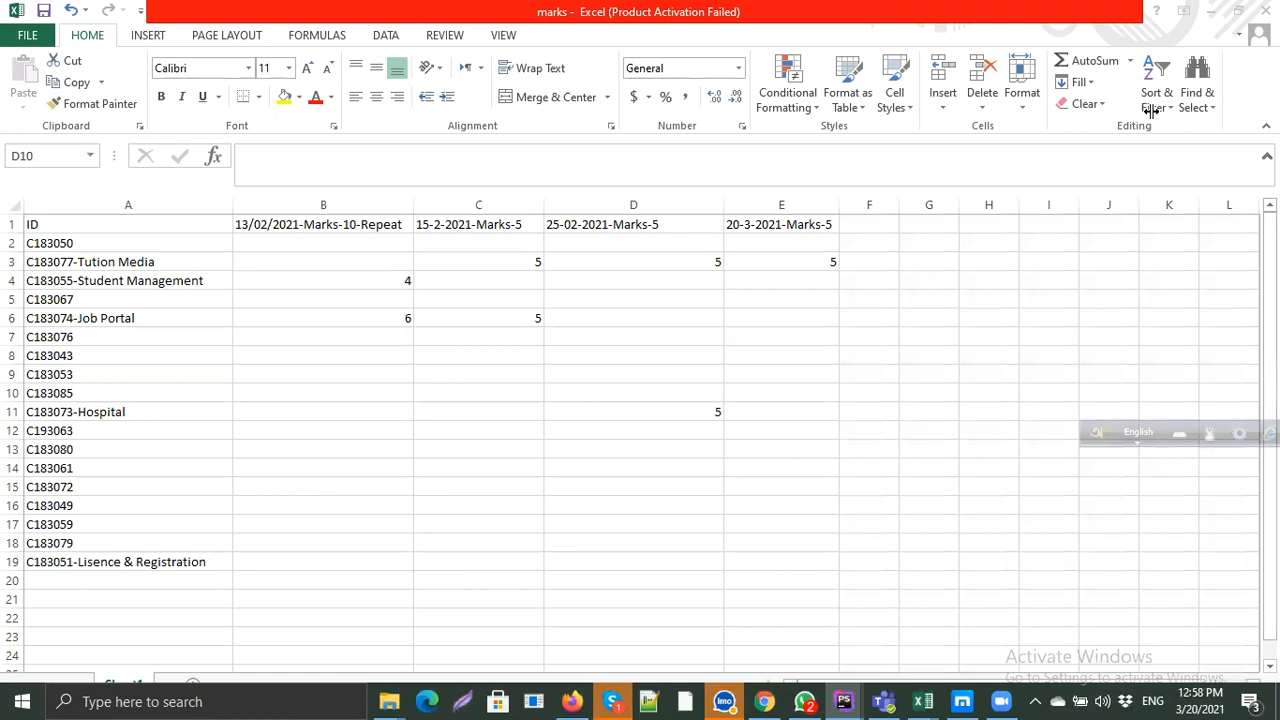 marks - Excel (Product Activation Failed)
FILE HOME INSERT PAGE LAYOUT FORMULAS DATA REVIEW VIEW
Paste Cut Copy Format Painter Clipboard
Calibri 11 B I U A Font
Wrap Text Merge & Center Alignment
General $ % , Number
Conditional Formatting Format as Table Cell Styles Styles
Insert Delete Format Cells
AutoSum Fill Clear Sort & Filter Find & Select Editing
D10 fx
A B C D E F G H I J K L
1 ID 13/02/2021-Marks-10-Repeat 15-2-2021-Marks-5 25-02-2021-Marks-5 20-3-2021-Marks-5
2 C183050
3 C183077-Tution Media 5 5 5
4 C183055-Student Management 4
5 C183067
6 C183074-Job Portal 6 5
7 C183076
8 C183043
9 C183053
10 C183085
11 C183073-Hospital 5
12 C193063
English
13 C183080
14 C183061
15 C183072
16 C183049
17 C183059
18 C183079
19 C183051-Lisence & Registration
20
21
22
23
24
Activate Windows
Go to Settings to activate Windows.
Type here to search
ENG 12:58 PM
3/20/2021